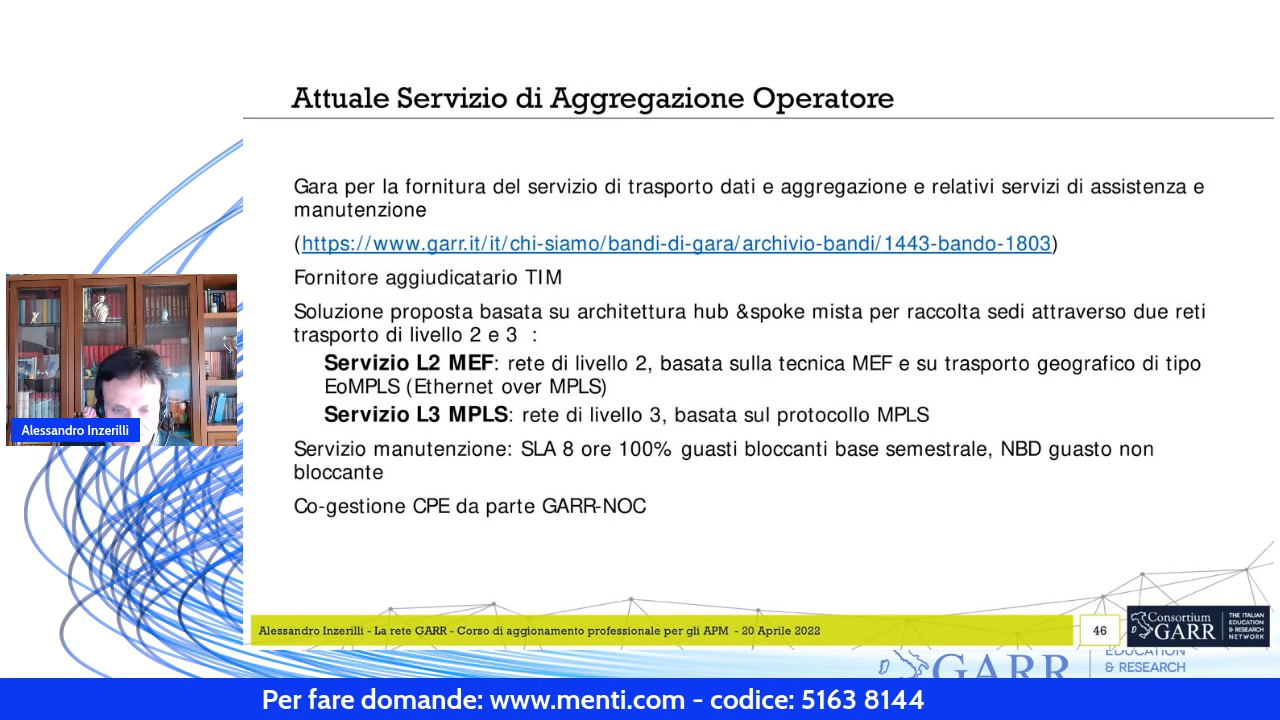 Attuale Servizio di Aggregazione Operatore
Gara per la fornitura del servizio di trasporto dati e aggregazione e relativi servizi di assistenza e
manutenzione
(https://www.garr.it/it/chi-siamo/bandi-di-gara/archivio-bandi/1443-bando-1803)
Fornitore aggiudicatario TIM
Soluzione proposta basata su architettura hub &spoke mista per raccolta sedi attraverso due reti
trasporto di livello 2 e 3 :
Servizio L2 MEF: rete di livello 2, basata sulla tecnica MEF e su trasporto geografico di tipo
EoMPLS (Ethernet over MPLS)
Servizio L3 MPLS: rete di livello 3, basata sul protocollo MPLS
Servizio manutenzione: SLA 8 ore 100% guasti bloccanti base semestrale, NBD guasto non
bloccante
Co-gestione CPE da parte GARR-NOC
Alessandro Inzerilli
Alessandro Inzerilli - La rete GARR - Corso di aggionamento professionale per gli APM - 20 Aprile 2022
46
Consortium
GARR
THE ITALIAN
EDUCATION
& RESEARCH
NETWORK
GARR
EDUCATION
& RESEARCH
Per fare domande: www.menti.com - codice: 5163 8144